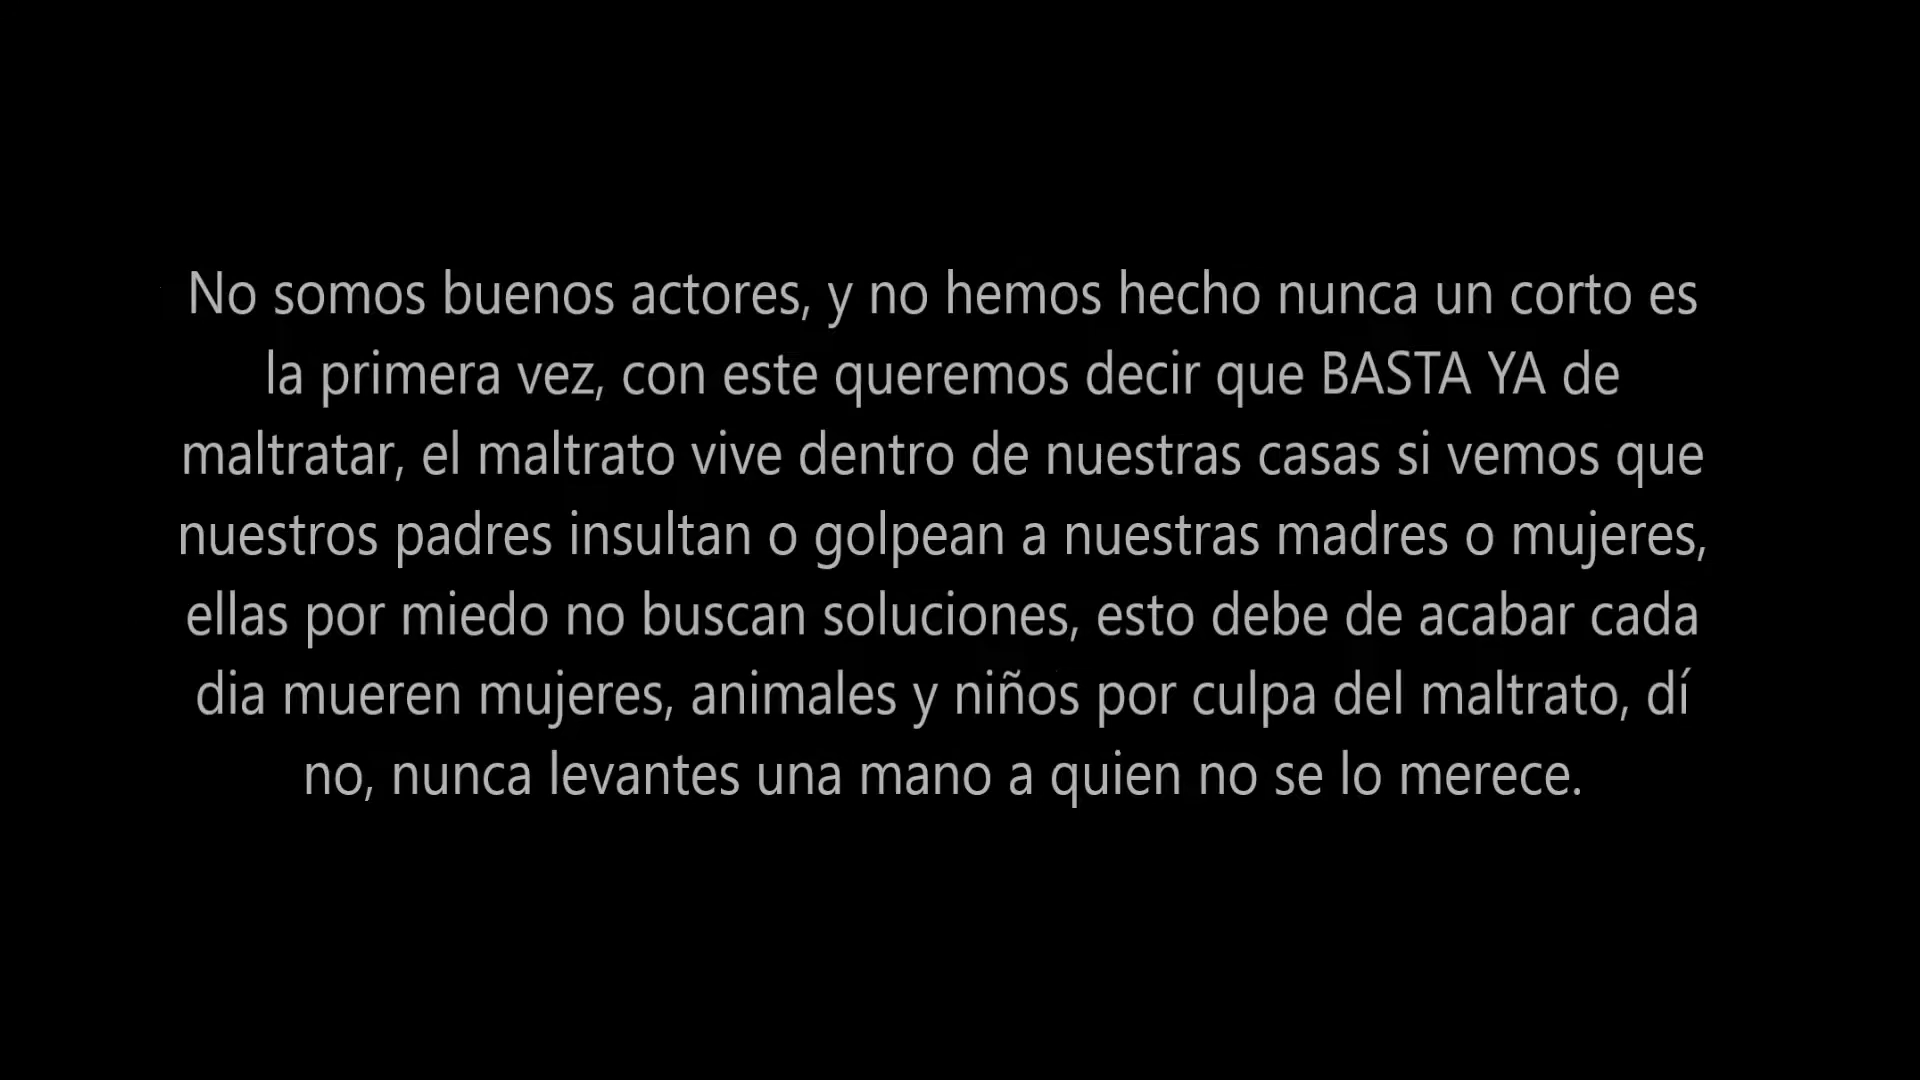 No somos buenos actores, y no hemos hecho nunca un corto es
la primera vez, con este queremos decir que BASTA YA de
maltratar, el maltrato vive dentro de nuestras casas si vemos que
nuestros padres insultan o golpean a nuestras madres o mujeres,
ellas por miedo no buscan soluciones, esto debe de acabar cada
dia mueren mujeres, animales y niños por culpa del maltrato, dí
no, nunca levantes una mano a quien no se lo merece.